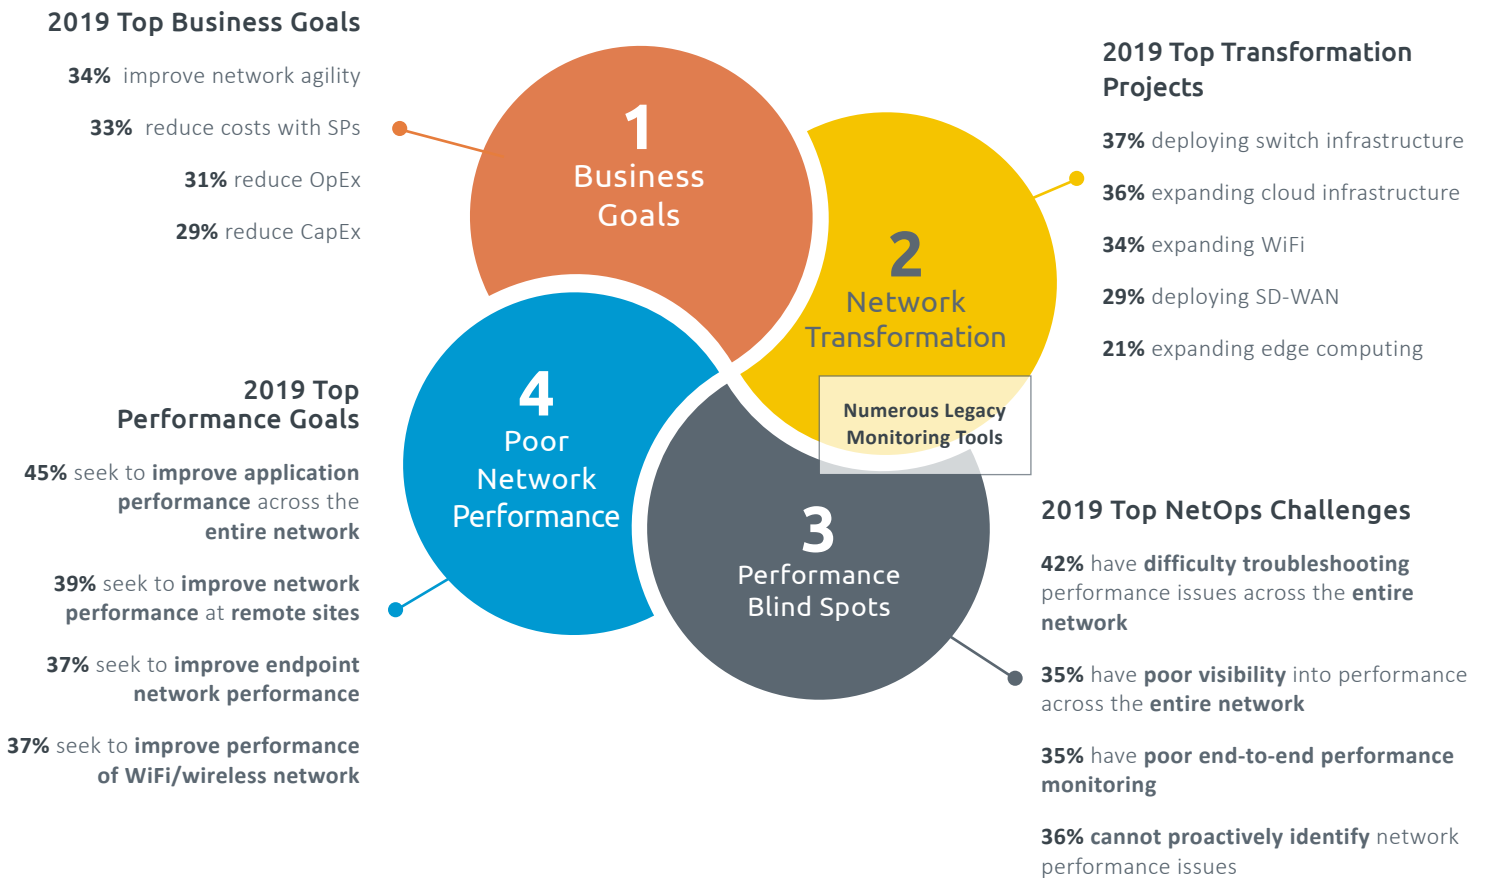 2019 Top Business Goals
34% improve network agility
33% reduce costs with SPs
31% reduce OpEx
29% reduce CapEx
1
Business
Goals
2019 Top Transformation
Projects
37% deploying switch infrastructure
36% expanding cloud infrastructure
34% expanding WiFi
29% deploying SD-WAN
21% expanding edge computing
2
Network
Transformation
Numerous Legacy
Monitoring Tools
3
Performance
Blind Spots
2019 Top NetOps Challenges
42% have difficulty troubleshooting
performance issues across the entire
network
35% have poor visibility into performance
across the entire network
35% have poor end-to-end performance
monitoring
36% cannot proactively identify network
performance issues
4
Poor
Network
Performance
2019 Top
Performance Goals
45% seek to improve application
performance across the
entire network
39% seek to improve network
performance at remote sites
37% seek to improve endpoint
network performance
37% seek to improve performance
of WiFi/wireless network